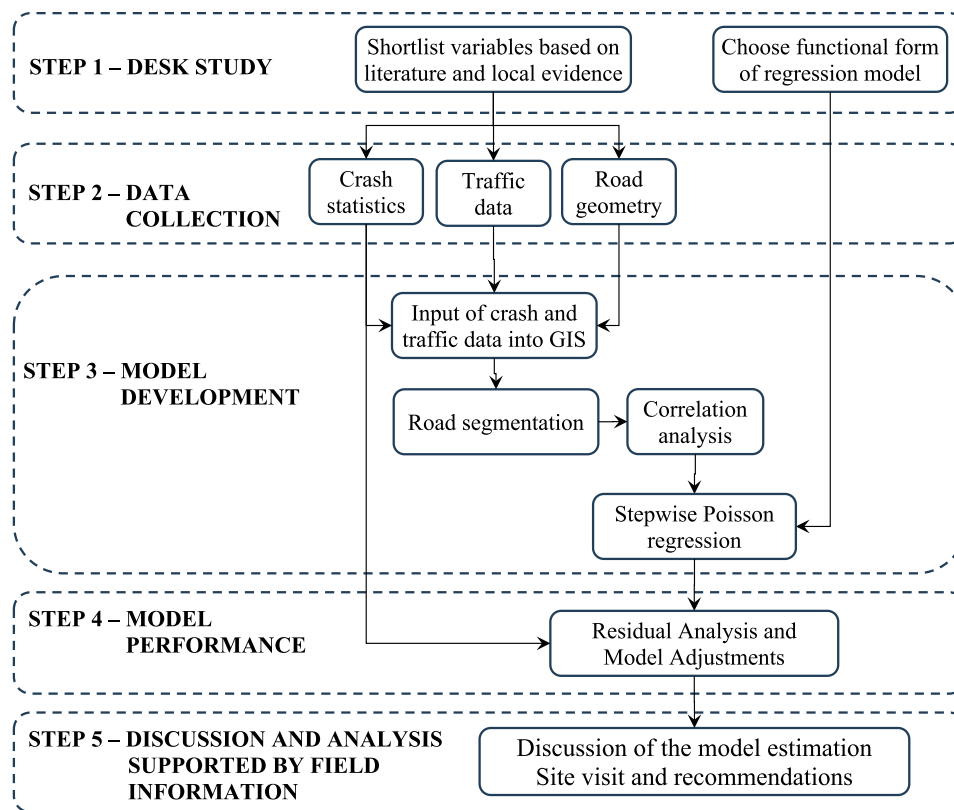 STEP 1 – DESK STUDY
Shortlist variables based on
literature and local evidence
Choose functional form
of regression model
STEP 2 – DATA
COLLECTION
Crash
statistics
Traffic
data
Road
geometry
STEP 3 – MODEL
DEVELOPMENT
Input of crash and
traffic data into GIS
Road segmentation
Correlation
analysis
Stepwise Poisson
regression
STEP 4 – MODEL
PERFORMANCE
Residual Analysis and
Model Adjustments
STEP 5 – DISCUSSION AND ANALYSIS
SUPPORTED BY FIELD
INFORMATION
Discussion of the model estimation
Site visit and recommendations